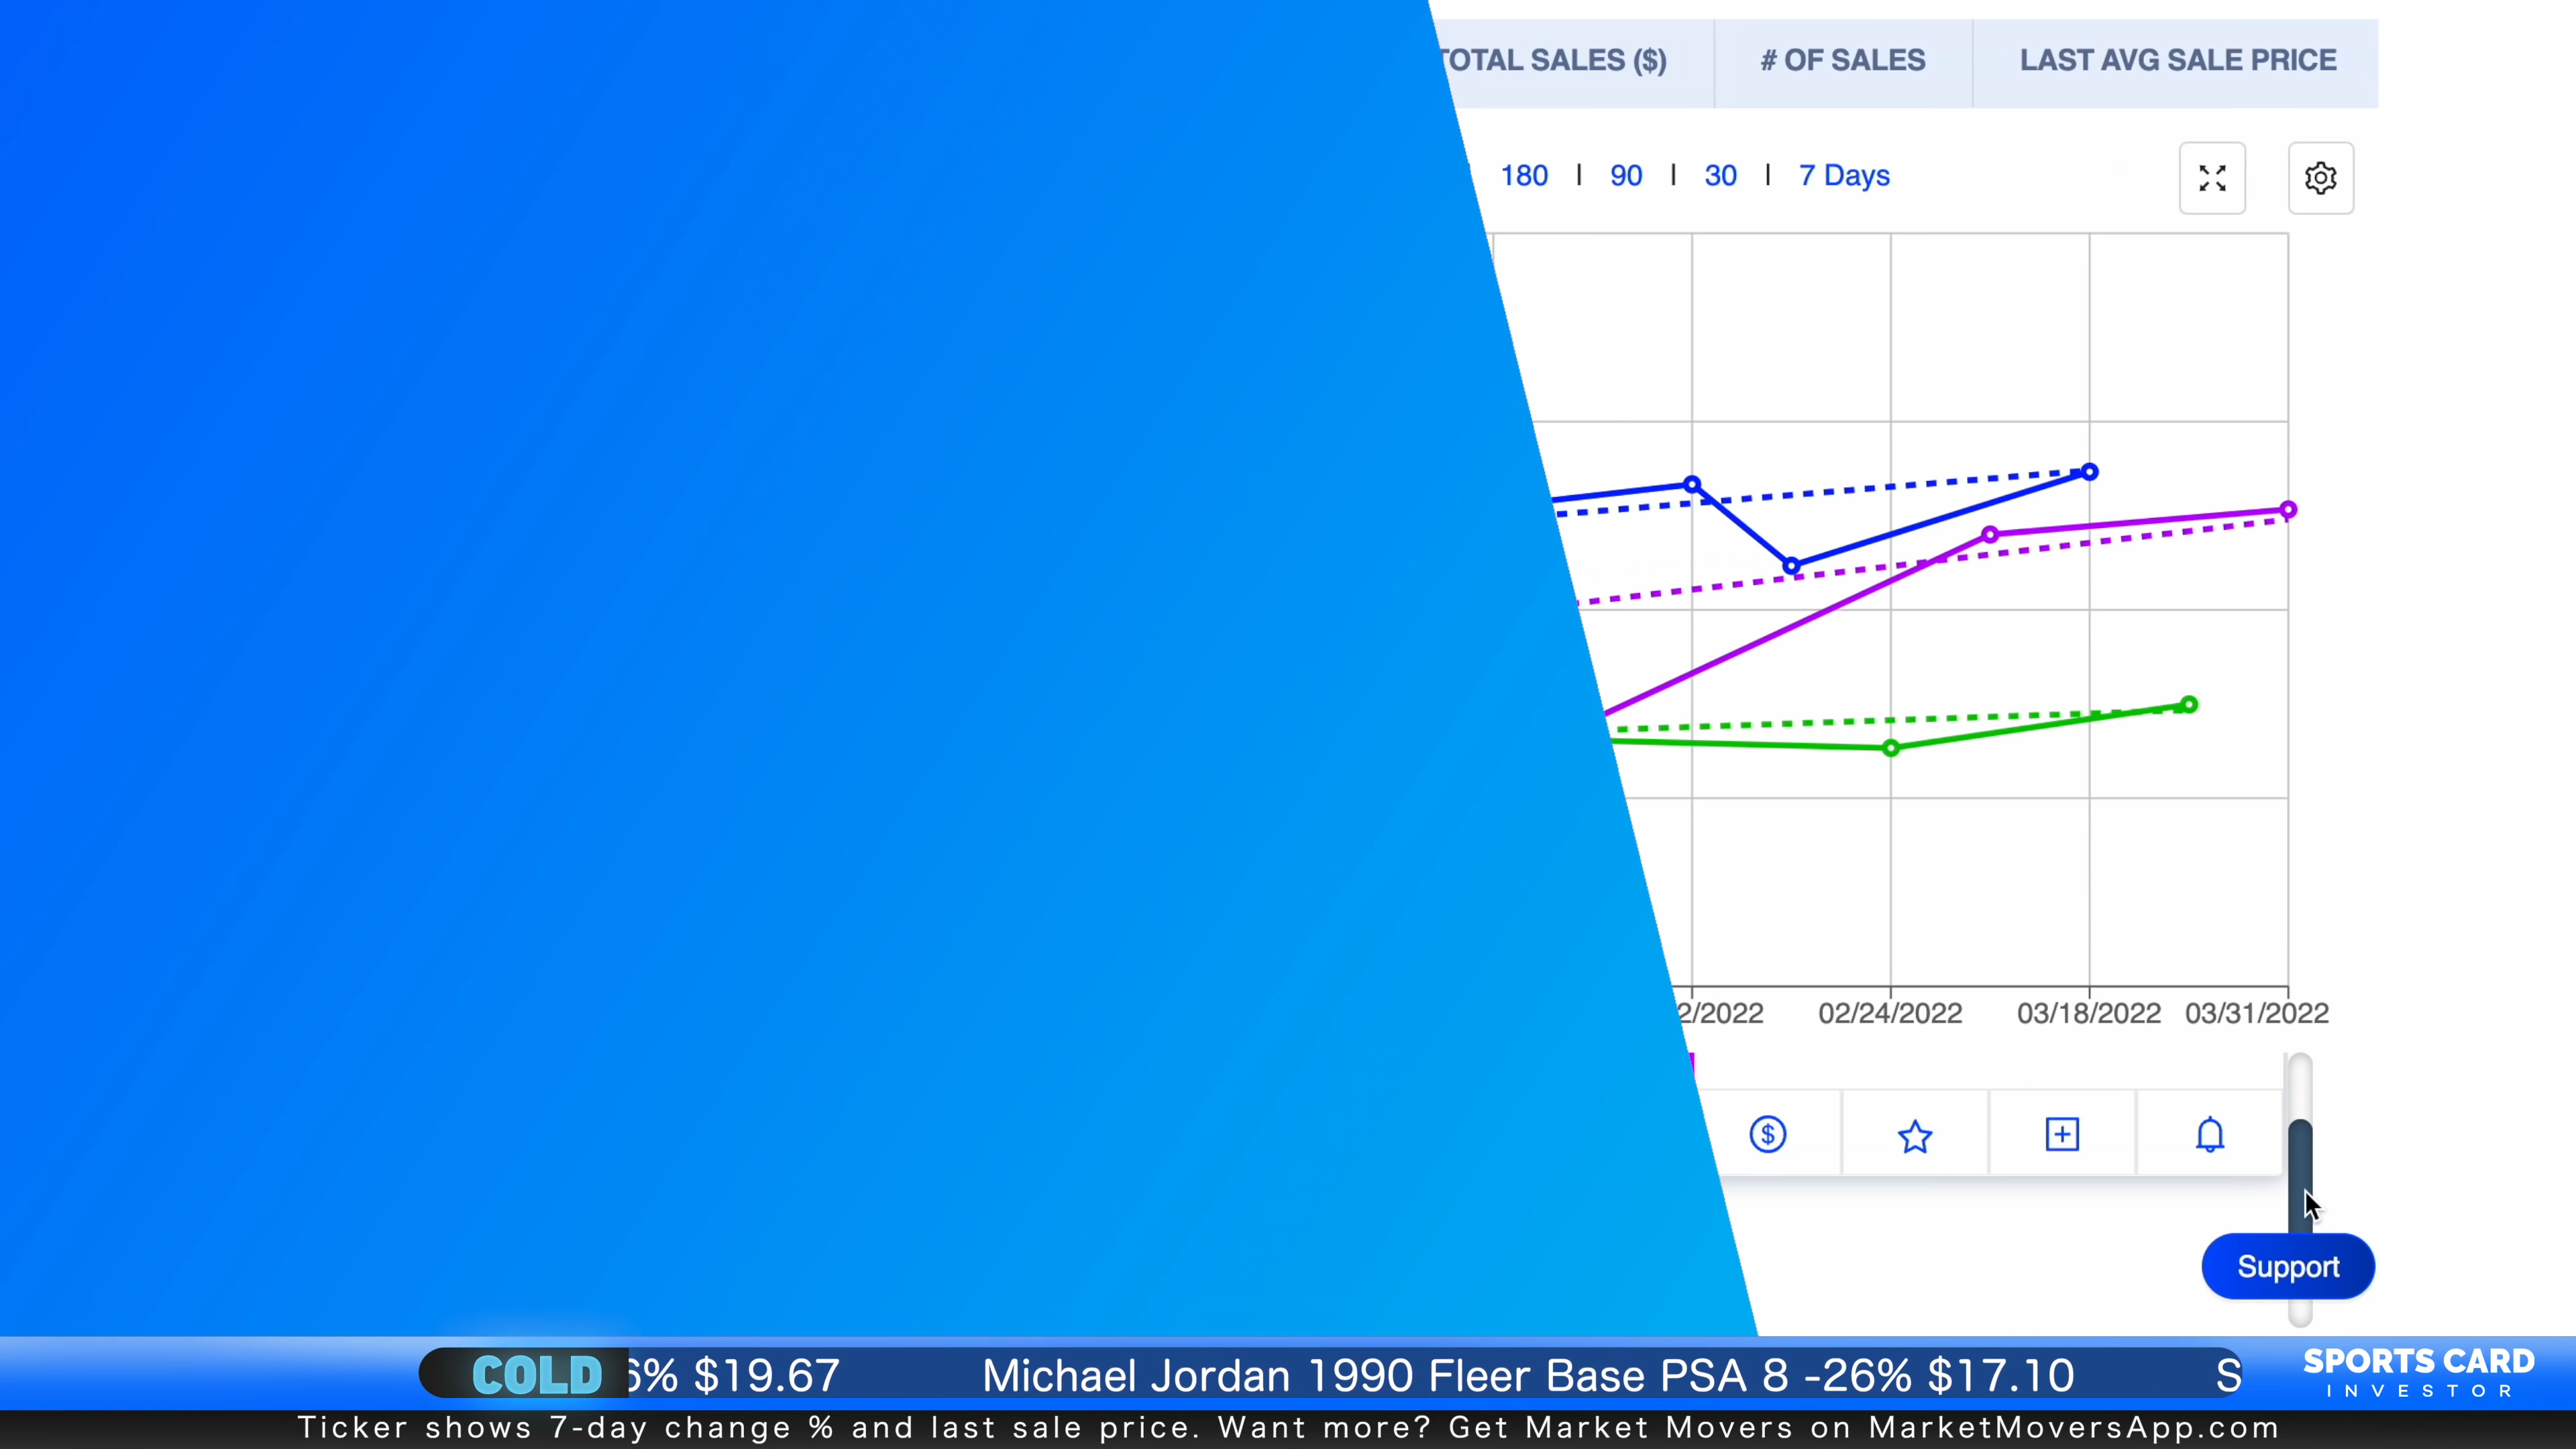 TOTAL SALES ($) # OF SALES LAST AVG SALE PRICE
180 | 90 | 30 | 7 Days
2/2022 02/24/2022 03/18/2022 03/31/2022
Support
COLD 6% $19.67 Michael Jordan 1990 Fleer Base PSA 8 -26% $17.10 S
SPORTS CARD
INVESTOR
Ticker shows 7-day change % and last sale price. Want more? Get Market Movers on MarketMoversApp.com